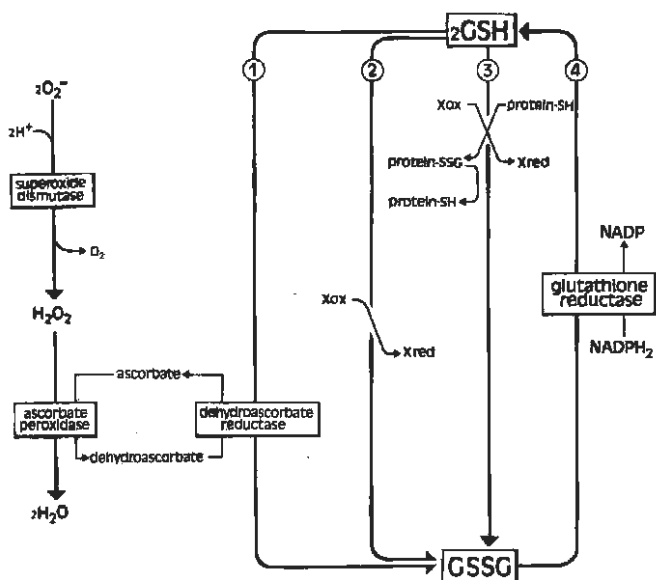 ₂GSH
1
2
3
4
₂O₂⁻
₂H⁺
superoxide
dismutase
O₂
H₂O₂
Xox
protein-SH
protein-SSG
Xred
protein-SH
NADP
glutathione
reductase
NADPH₂
Xox
Xred
ascorbate
ascorbate
peroxidase
dehydroascorbate
reductase
dehydroascorbate
₂H₂O
GSSG